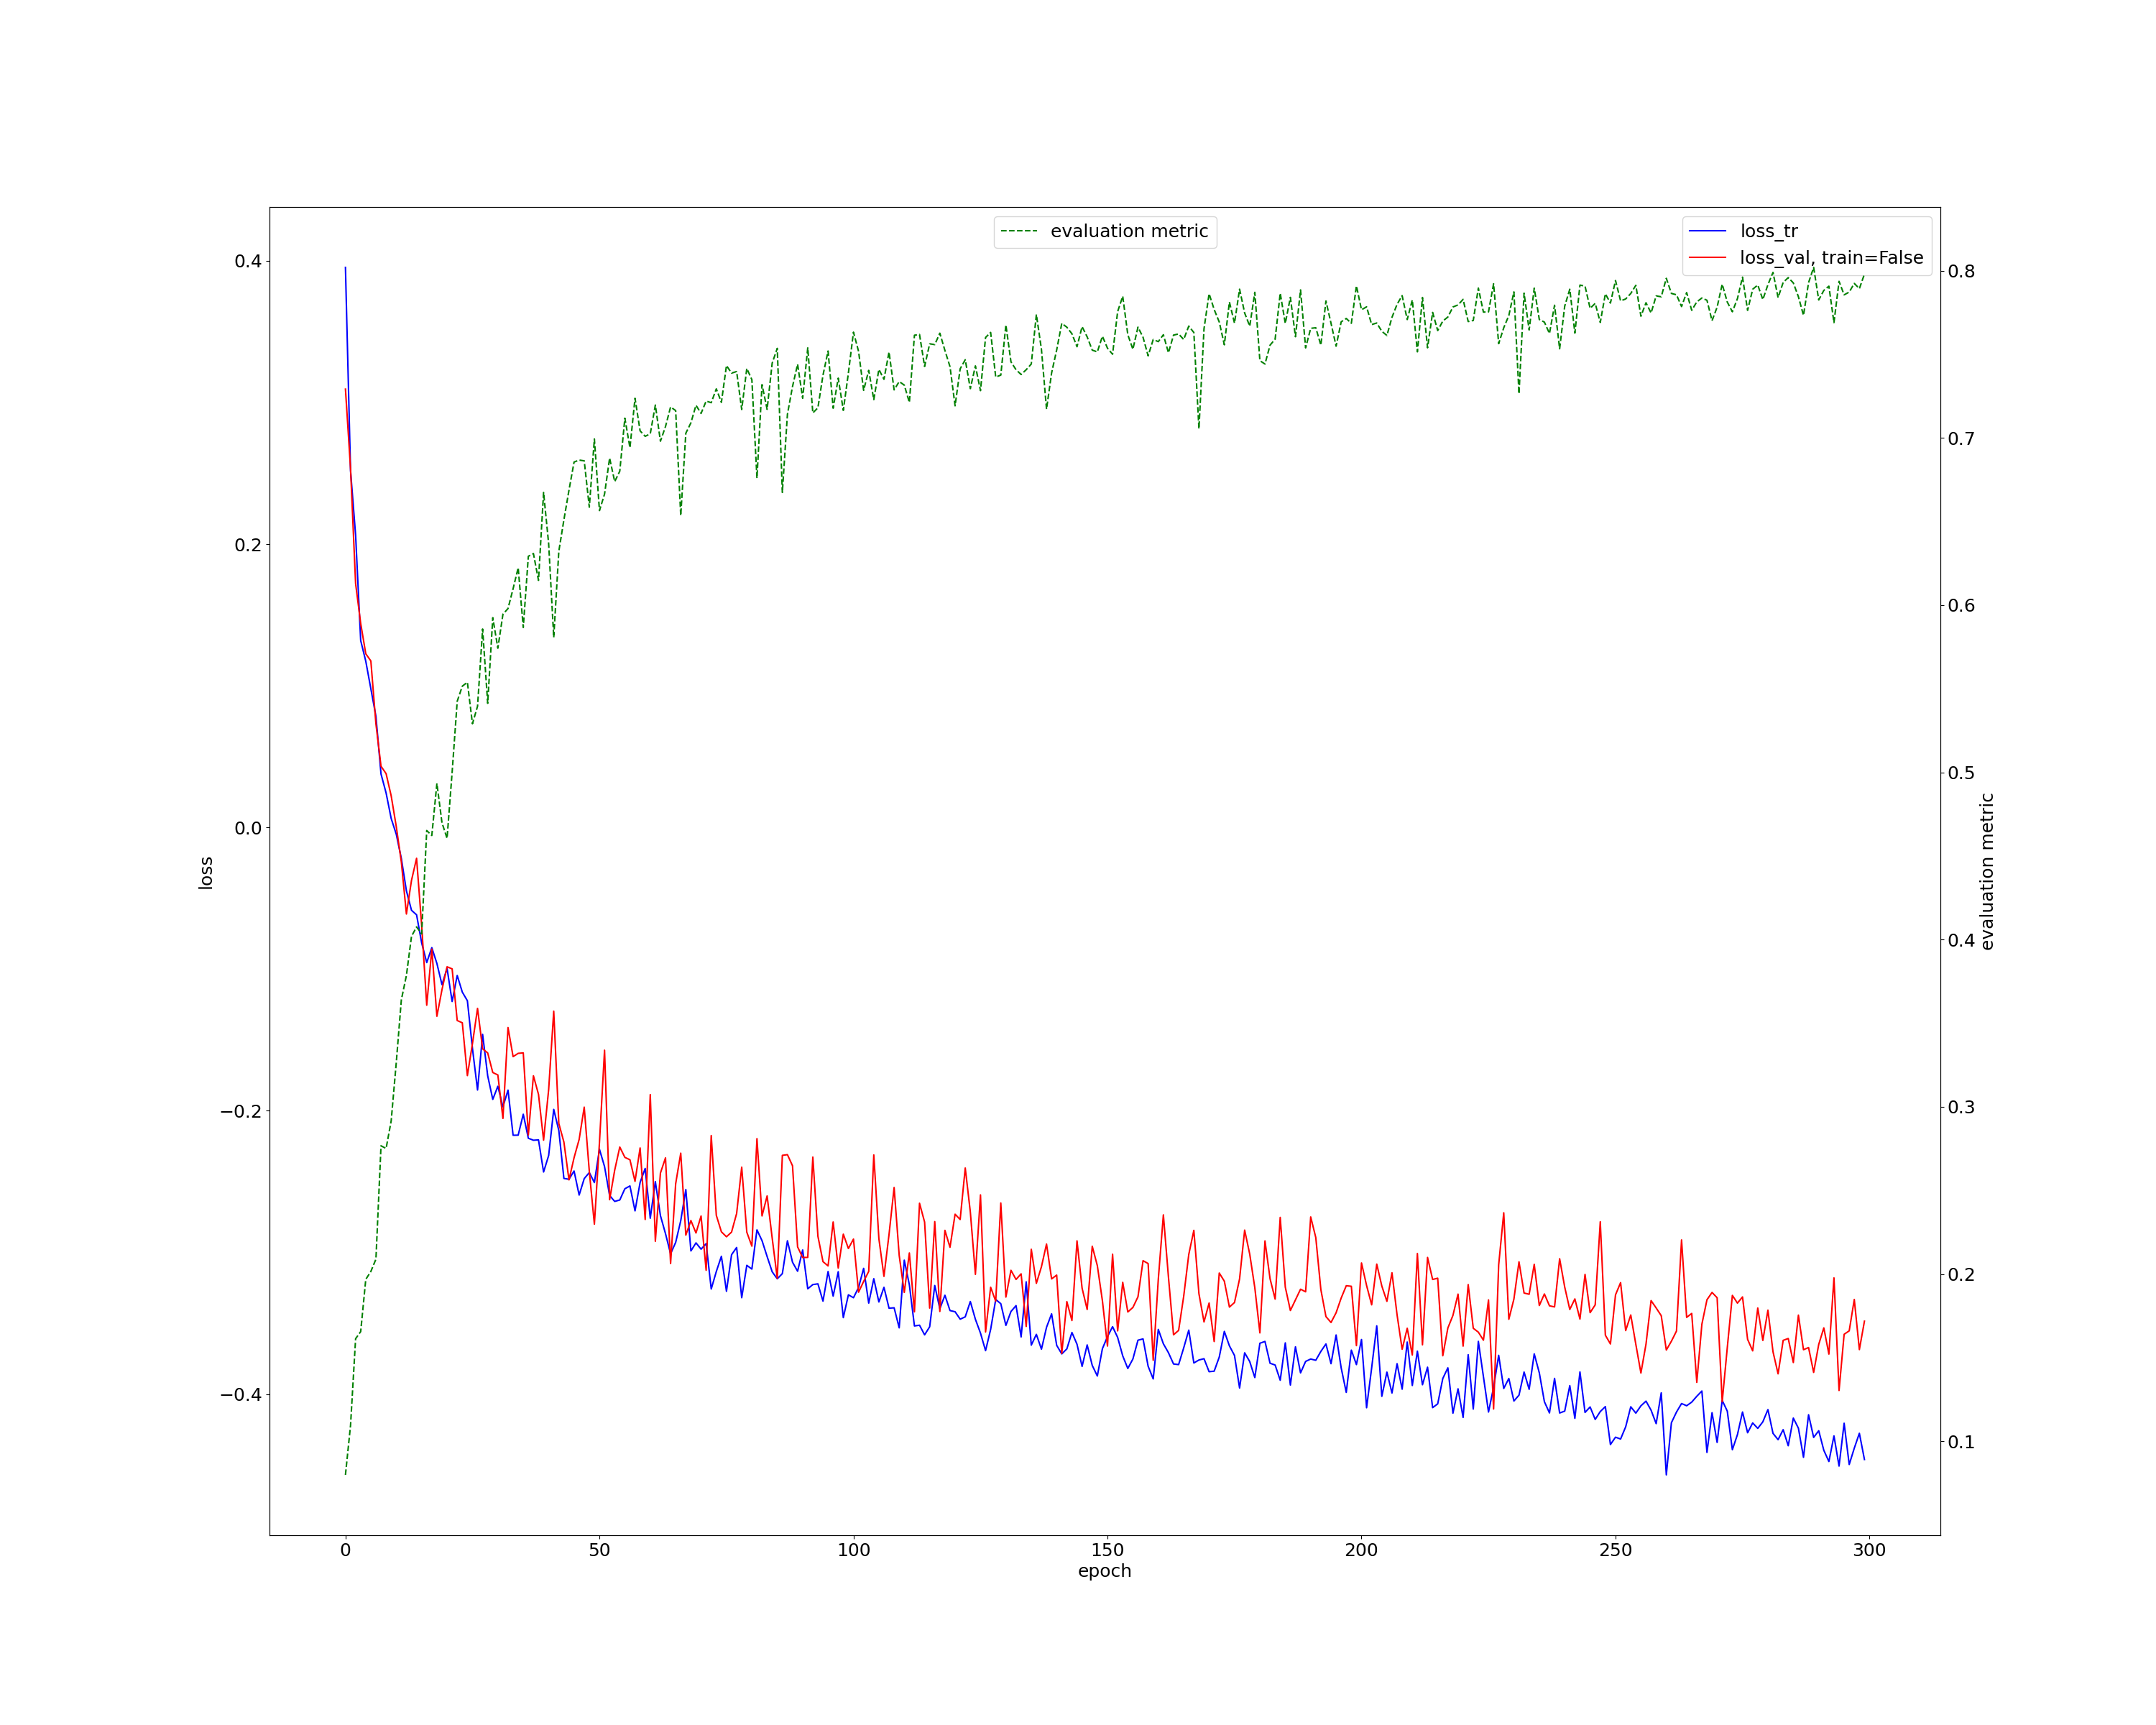 evaluation metric
loss_tr
loss_val, train=False
0.4
0.2
0.0
−0.2
−0.4
loss
0.8
0.7
0.6
0.5
0.4
0.3
0.2
0.1
evaluation metric
0 50 100 150 200 250 300
epoch